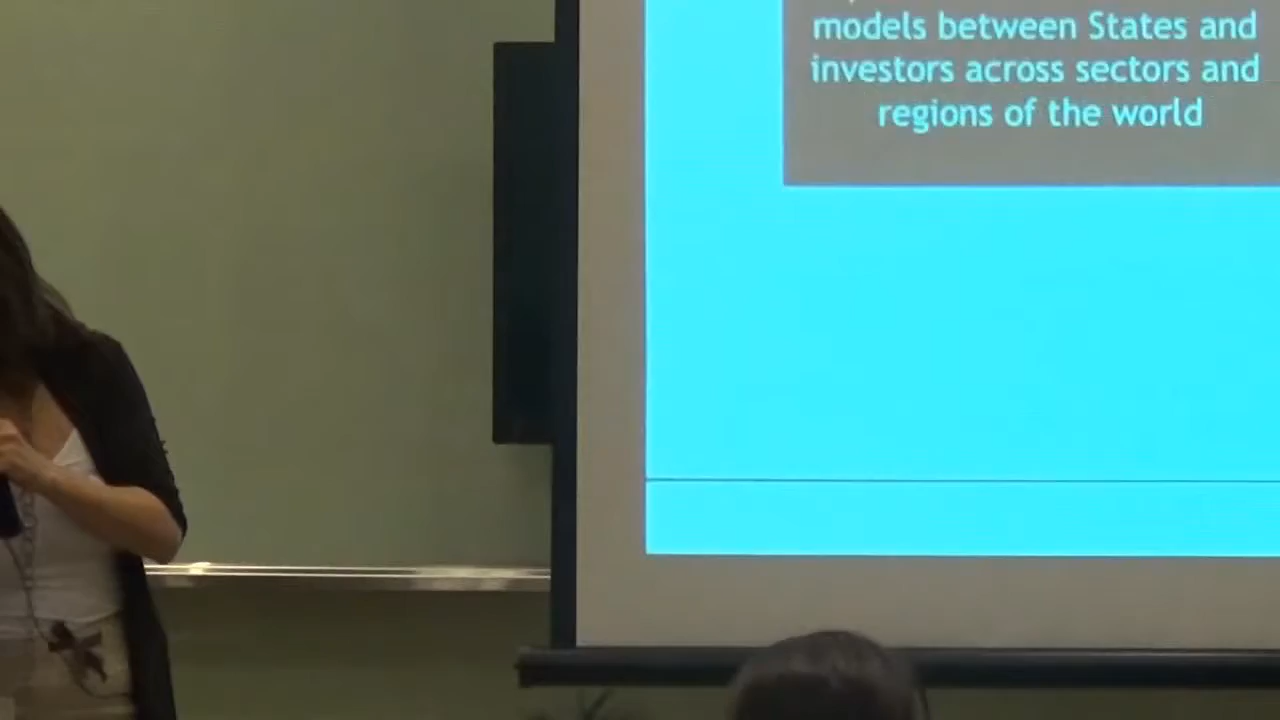 models between States and
investors across sectors and
regions of the world